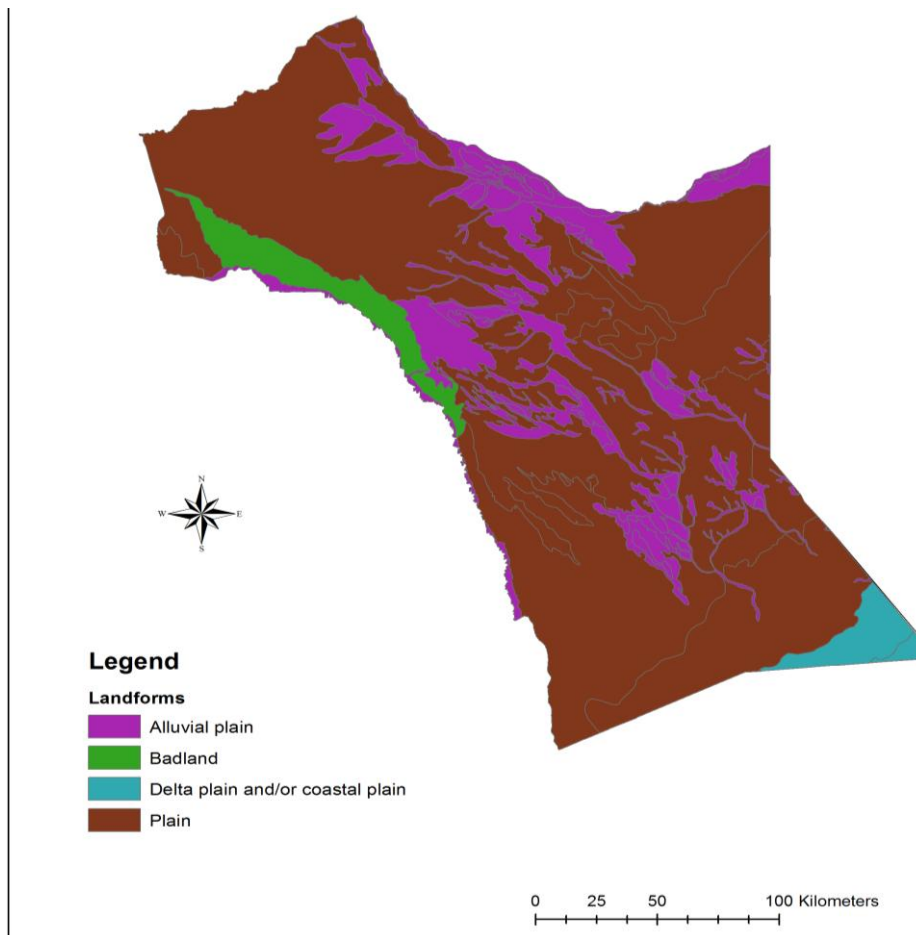 N
W E
S
Legend
Landforms
Alluvial plain
Badland
Delta plain and/or coastal plain
Plain
0 25 50 100 Kilometers